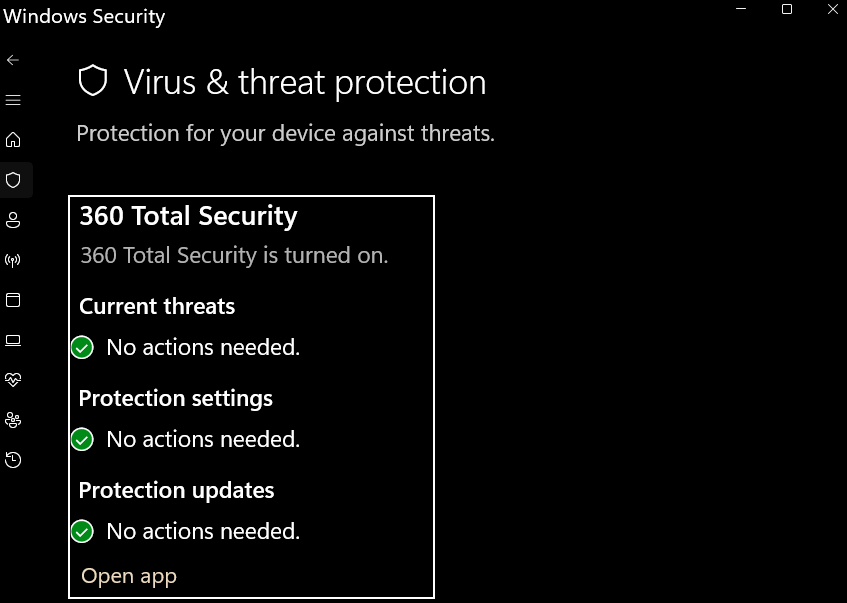 Windows Security
Virus & threat protection
Protection for your device against threats.
360 Total Security
360 Total Security is turned on.
Current threats
No actions needed.
Protection settings
No actions needed.
Protection updates
No actions needed.
Open app